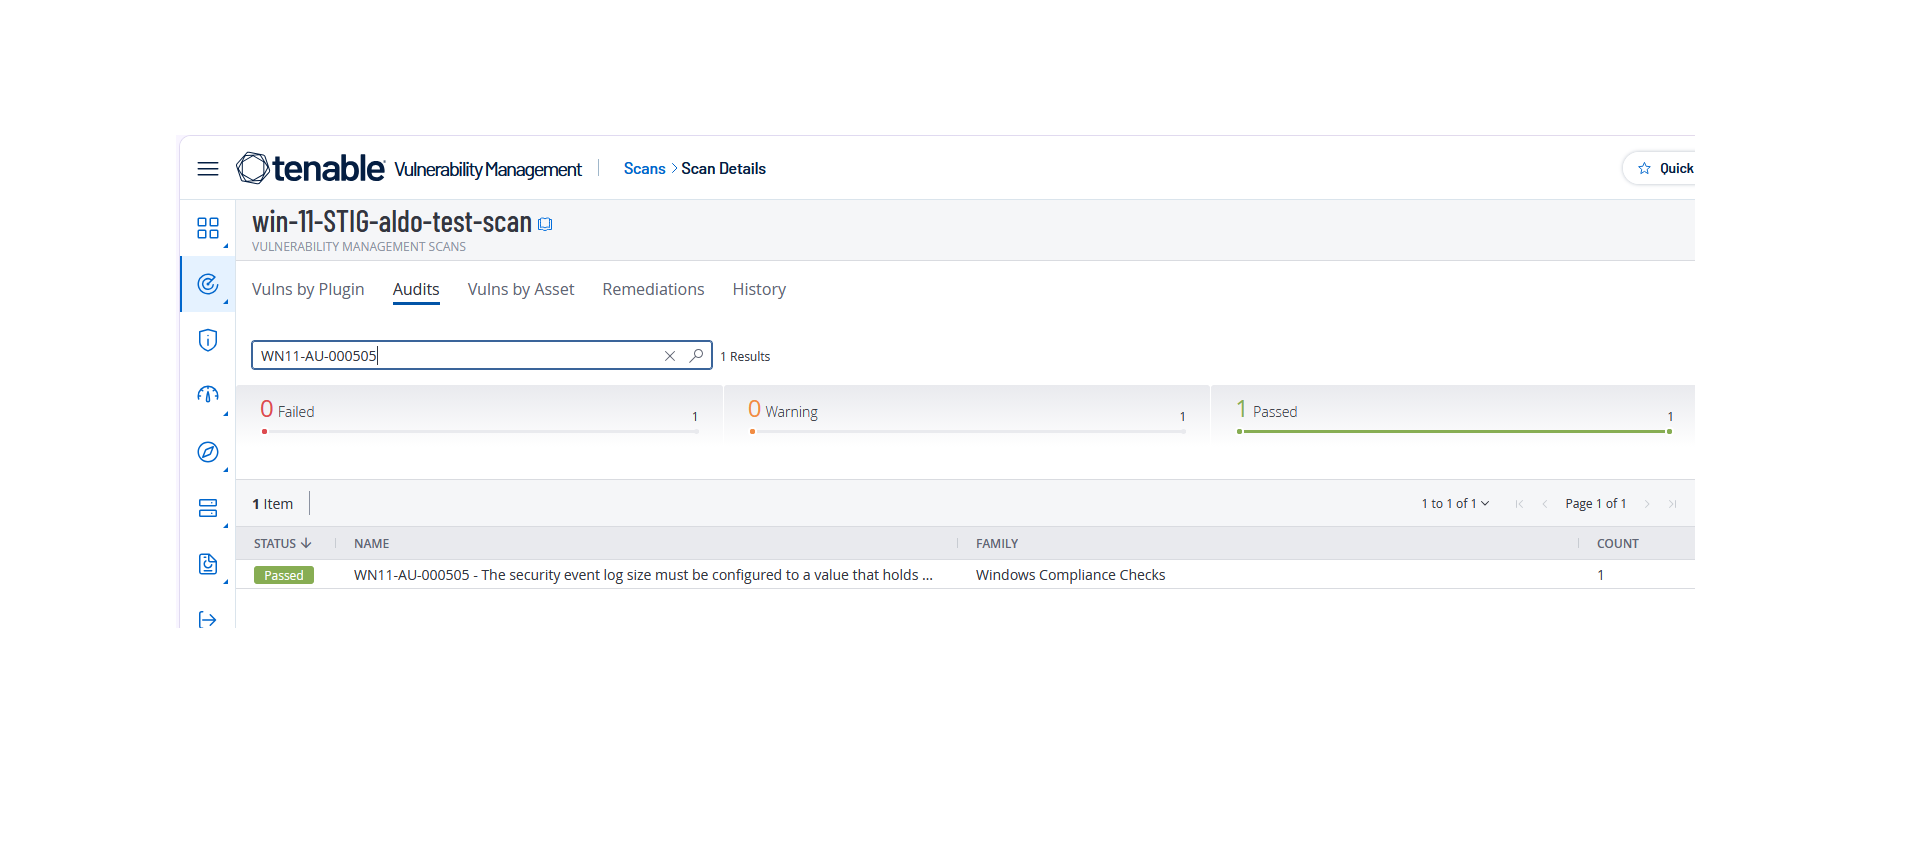 tenable Vulnerability Management Scans > Scan Details Quick
win-11-STIG-aldo-test-scan
VULNERABILITY MANAGEMENT SCANS
Vulns by Plugin Audits Vulns by Asset Remediations History
WN11-AU-000505 1 Results
0 Failed 1 0 Warning 1 1 Passed 1
1 Item 1 to 1 of 1 Page 1 of 1
STATUS NAME FAMILY COUNT
Passed WN11-AU-000505 - The security event log size must be configured to a value that holds ... Windows Compliance Checks 1